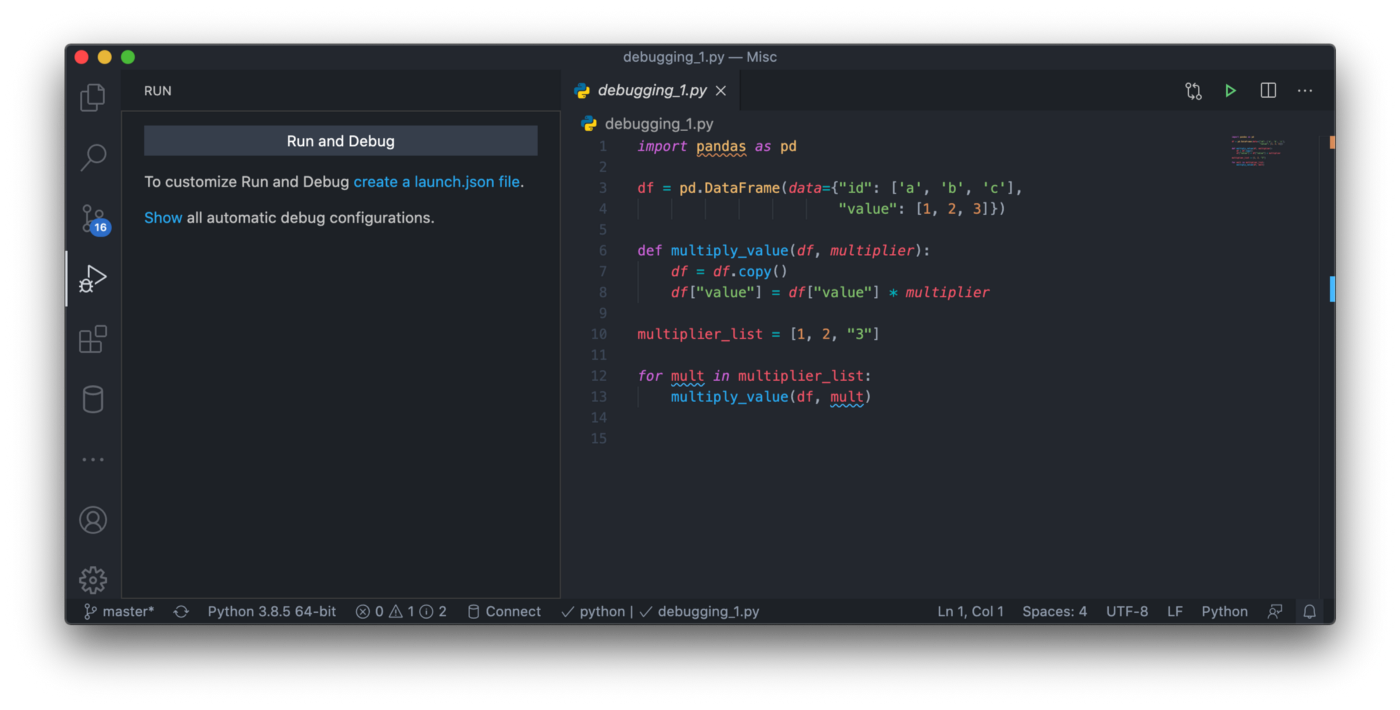 debugging_1.py — Misc
RUN
Run and Debug
To customize Run and Debug create a launch.json file.
Show all automatic debug configurations.
16
debugging_1.py
debugging_1.py
1 import pandas as pd
2
3 df = pd.DataFrame(data={"id": ['a', 'b', 'c'],
4 "value": [1, 2, 3]})
5
6 def multiply_value(df, multiplier):
7 df = df.copy()
8 df["value"] = df["value"] * multiplier
9
10 multiplier_list = [1, 2, "3"]
11
12 for mult in multiplier_list:
13 multiply_value(df, mult)
14
15
master* Python 3.8.5 64-bit 0 1 2 Connect python | debugging_1.py Ln 1, Col 1 Spaces: 4 UTF-8 LF Python